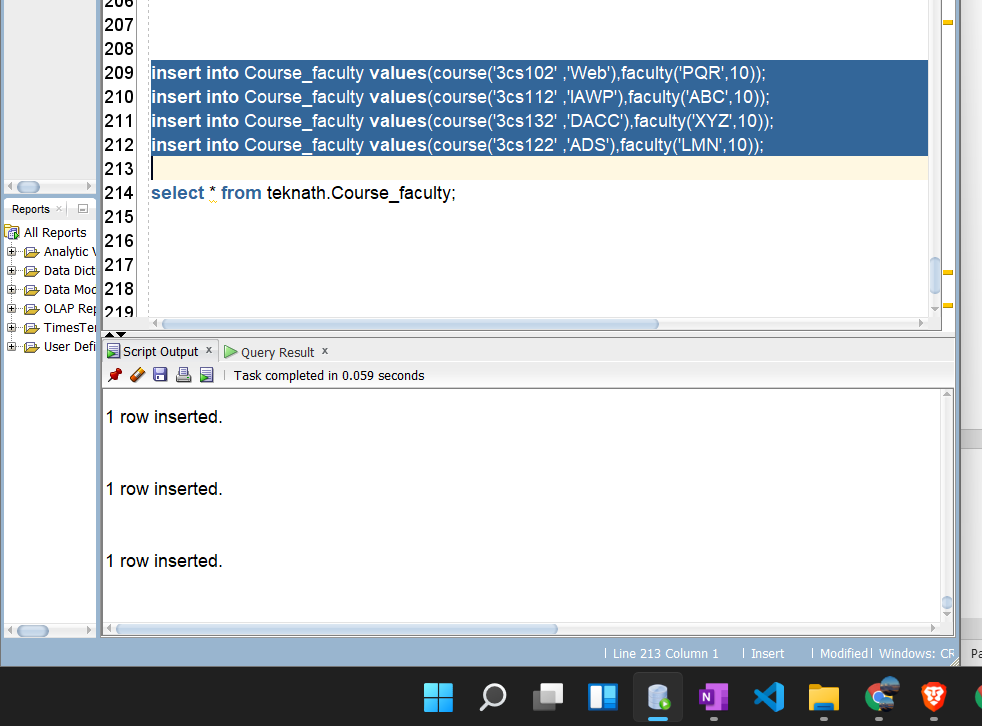 206
207
208
209 insert into Course_faculty values(course('3cs102' ,'Web'),faculty('PQR',10));
210 insert into Course_faculty values(course('3cs112' ,'IAWP'),faculty('ABC',10));
211 insert into Course_faculty values(course('3cs132' ,'DACC'),faculty('XYZ',10));
212 insert into Course_faculty values(course('3cs122' ,'ADS'),faculty('LMN',10));
213
214 select * from teknath.Course_faculty;
215
216
217
218
219
Reports
All Reports
Analytic
Data Dict
Data Mod
OLAP Rep
TimesTe
User Defi
Script Output x Query Result x
Task completed in 0.059 seconds
1 row inserted.
1 row inserted.
1 row inserted.
Line 213 Column 1 Insert Modified Windows: CR
Pa